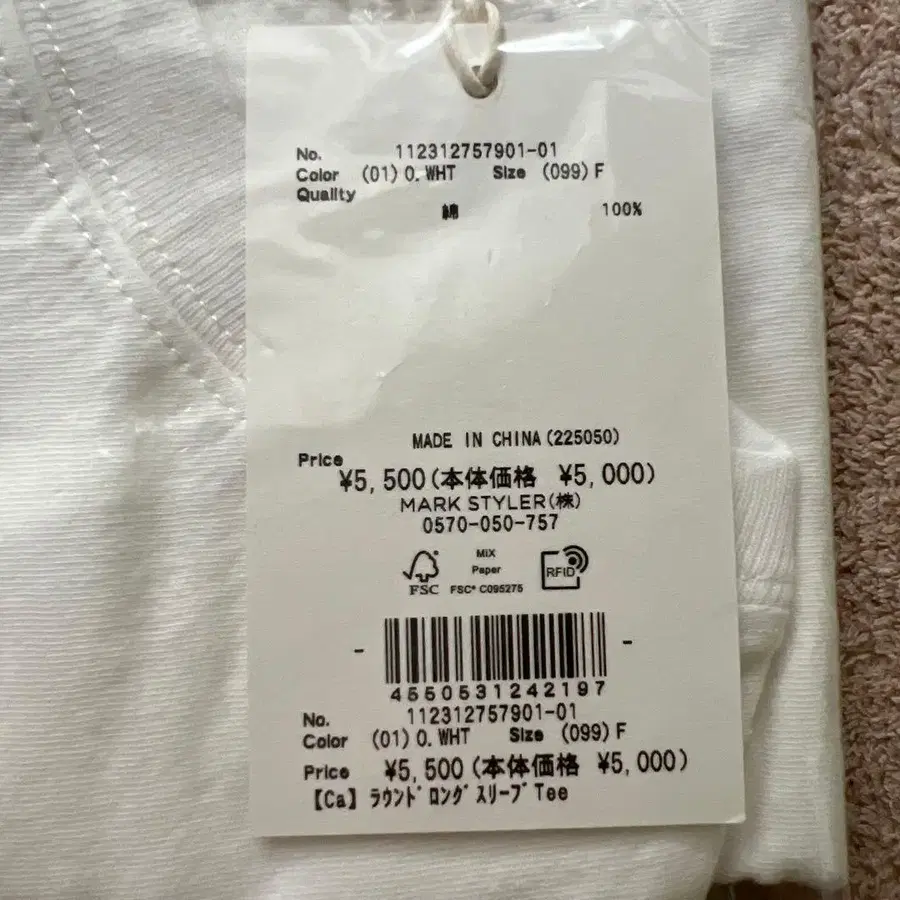 No. 112312757901-01
Color (01) O. WHT Size (099) F
Quality
綿 100%
MADE IN CHINA (225050)
Price
¥5,500(本体価格 ¥5,000)
MARK STYLER(株)
0570-050-757
FSC
MIX
Paper
FSC® C095275
RFID
4550531242197
No. 112312757901-01
Color (01) O. WHT Size (099) F
Price ¥5,500(本体価格 ¥5,000)
【Ca】ﾗｳﾝﾄﾞﾛﾝｸﾞｽﾘｰﾌﾞTee